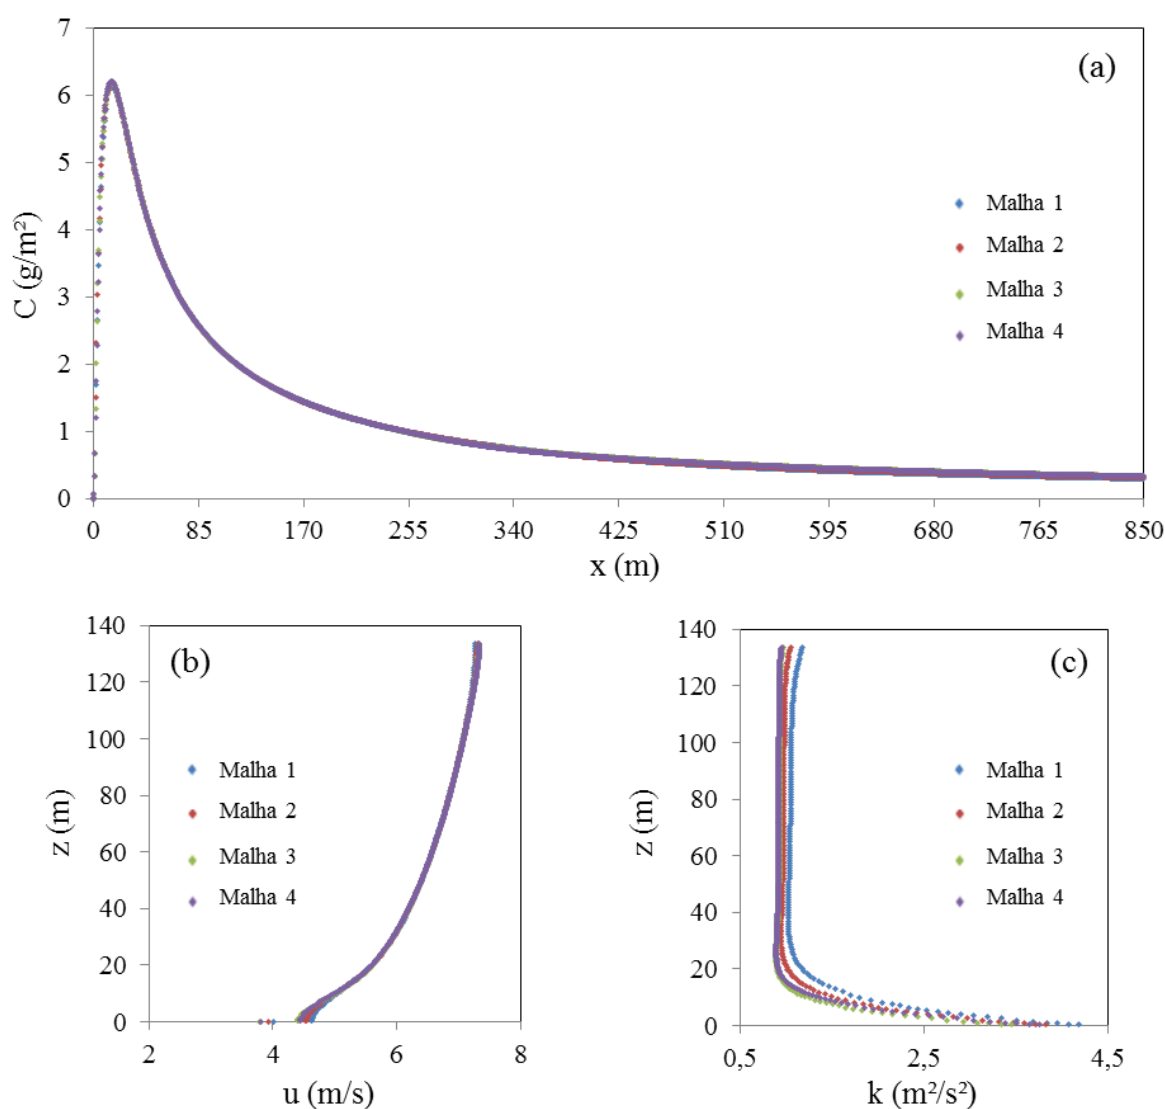 (a)
C (g/m²)
7
6
5
4
3
2
1
0
Malha 1
Malha 2
Malha 3
Malha 4
0 85 170 255 340 425 510 595 680 765 850
x (m)
(b)
z (m)
140
120
100
80
60
40
20
0
Malha 1
Malha 2
Malha 3
Malha 4
2 4 6 8
u (m/s)
(c)
z (m)
140
120
100
80
60
40
20
0
Malha 1
Malha 2
Malha 3
Malha 4
0,5 2,5 4,5
k (m²/s²)